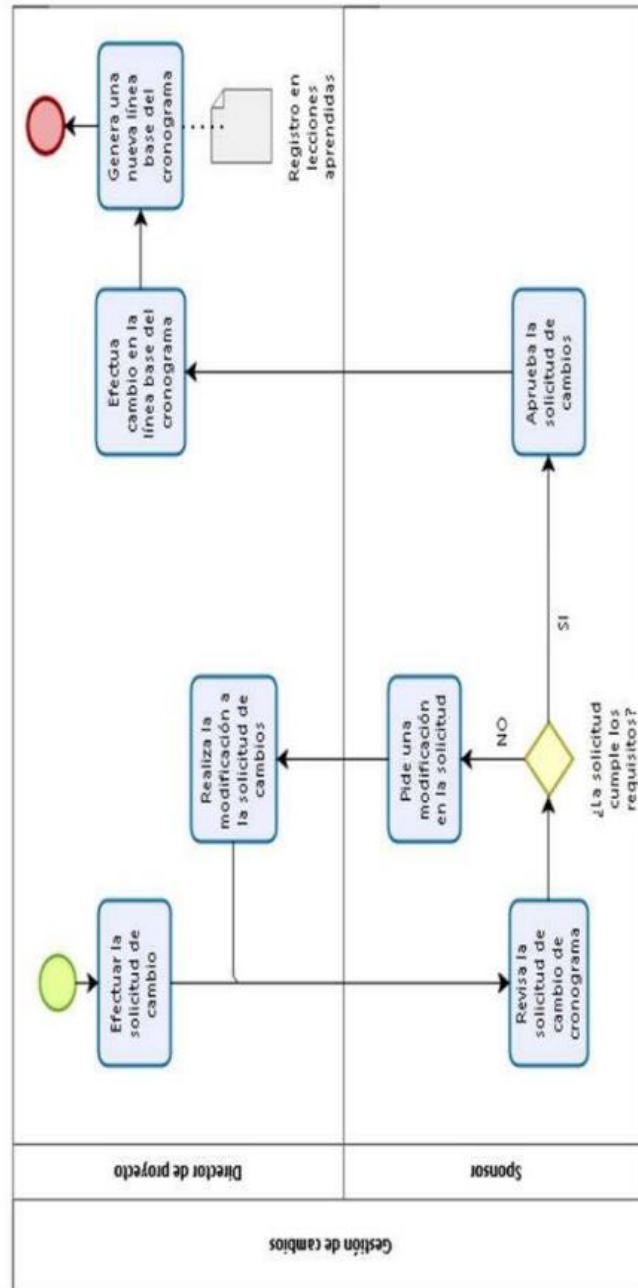 Gestión de cambios
Director de proyecto
Sponsor
Efectuar la
solicitud de
cambio
Revisa la
solicitud de
cambio de
cronograma
¿La solicitud
cumple los
requisitos?
NO
Pide una
modificación
en la solicitud
Realiza la
modificación a
la solicitud de
cambios
SI
Aprueba la
solicitud de
cambios
Efectua
cambio en la
línea base del
cronograma
Genera una
nueva línea
base del
cronograma
Registro en
lecciones
aprendidas